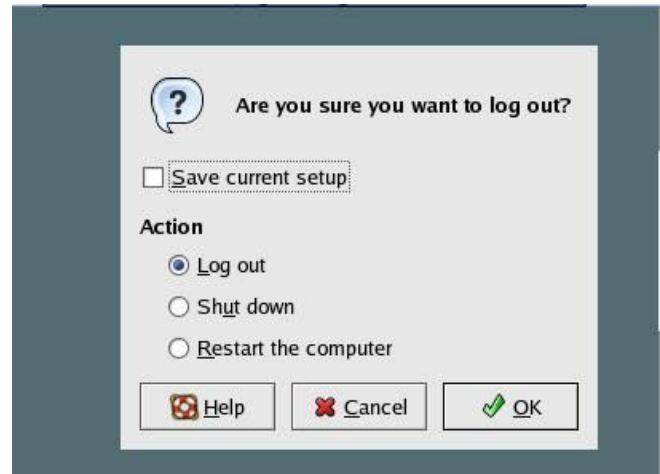 Are you sure you want to log out?
Save current setup
Action
Log out
Shut down
Restart the computer
Help
Cancel
OK